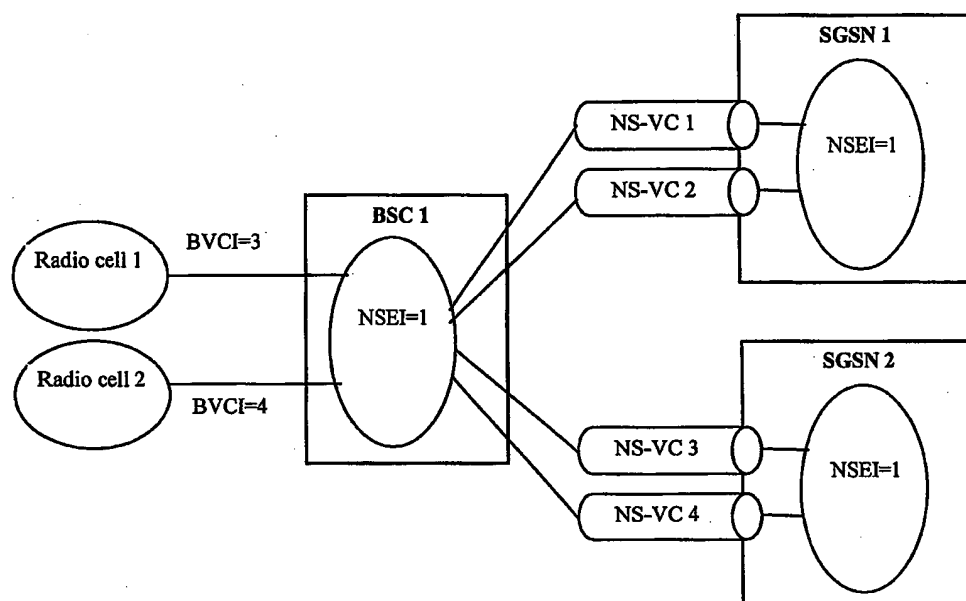 SGSN 1
NS-VC 1
NSEI=1
NS-VC 2
BSC 1
Radio cell 1
BVCI=3
NSEI=1
Radio cell 2
BVCI=4
SGSN 2
NS-VC 3
NSEI=1
NS-VC 4